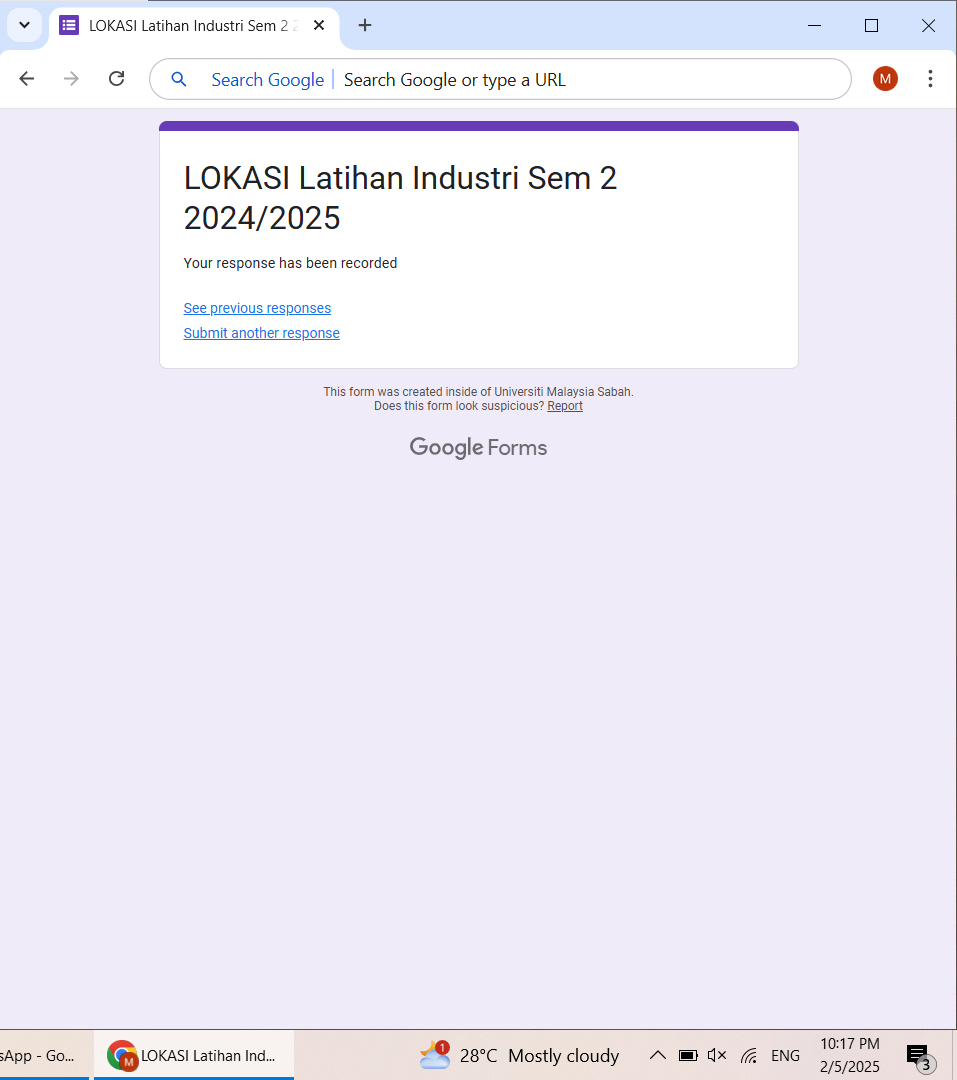 LOKASI Latihan Industri Sem 2
Search Google
Search Google or type a URL
M
LOKASI Latihan Industri Sem 2
2024/2025
Your response has been recorded
See previous responses
Submit another response
This form was created inside of Universiti Malaysia Sabah.
Does this form look suspicious? Report
Google Forms
sApp - Go...
M
LOKASI Latihan Ind...
1
28°C Mostly cloudy
ENG
10:17 PM
2/5/2025
3